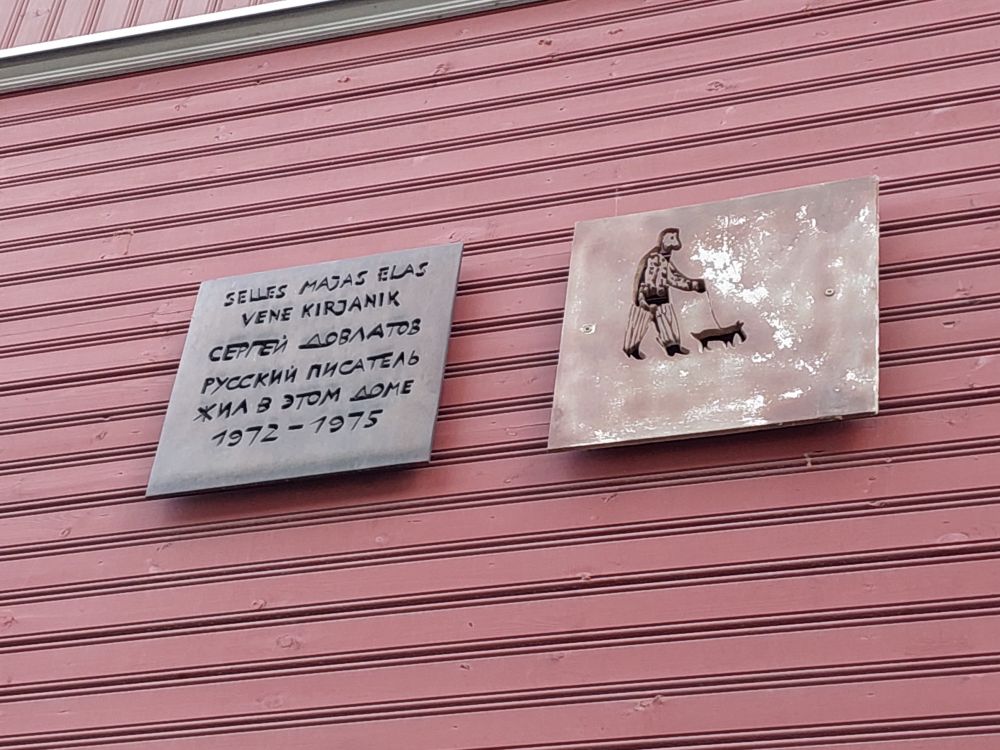 SELLES MAJAS ELAS
VENE KIRJANIK
СЕРГЕЙ ДОВЛАТОВ
РУССКИЙ ПИСАТЕЛЬ
ЖИЛ В ЭТОМ ДОМЕ
1972 – 1975